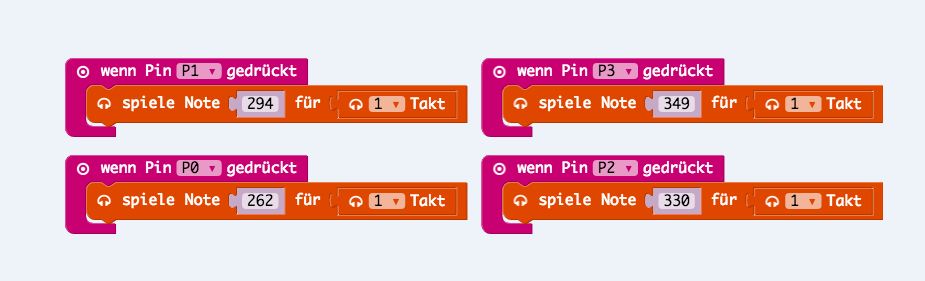 wenn Pin P1 gedrückt
spiele Note 294 für 1 Takt
wenn Pin P3 gedrückt
spiele Note 349 für 1 Takt
wenn Pin P0 gedrückt
spiele Note 262 für 1 Takt
wenn Pin P2 gedrückt
spiele Note 330 für 1 Takt